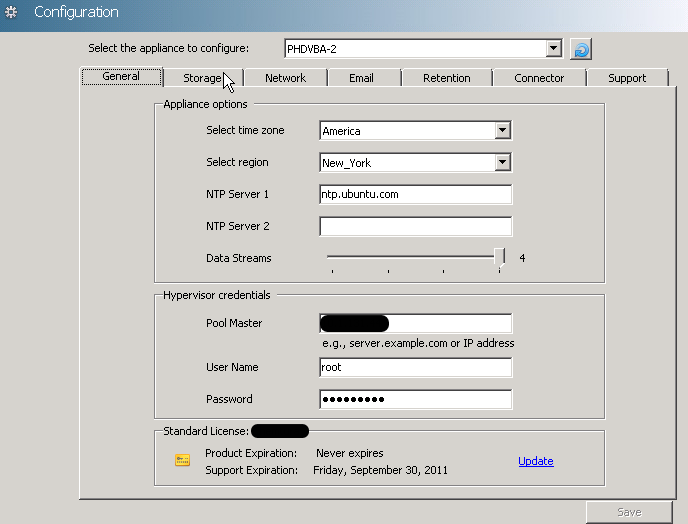 Configuration
Select the appliance to configure: PHDVBA-2
General Storage Network Email Retention Connector Support
Appliance options
Select time zone America
Select region New_York
NTP Server 1 ntp.ubuntu.com
NTP Server 2
Data Streams 4
Hypervisor credentials
Pool Master
e.g., server.example.com or IP address
User Name root
Password ●●●●●●●●●
Standard License:
Product Expiration: Never expires
Support Expiration: Friday, September 30, 2011 Update
Save